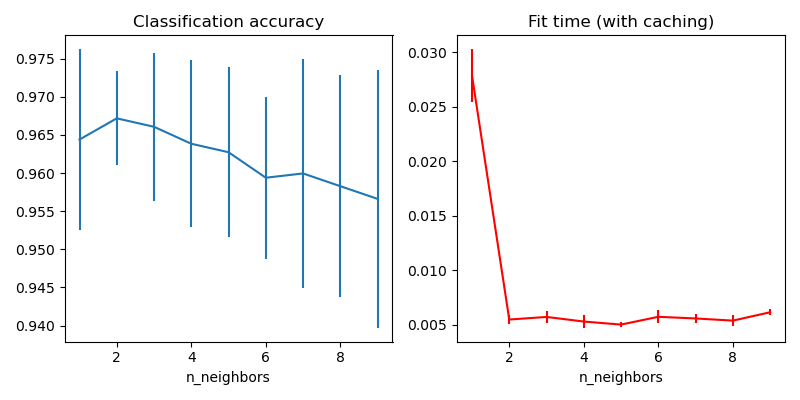 Classification accuracy
0.975
0.970
0.965
0.960
0.955
0.950
0.945
0.940
2 4 6 8
n_neighbors
Fit time (with caching)
0.030
0.025
0.020
0.015
0.010
0.005
2 4 6 8
n_neighbors